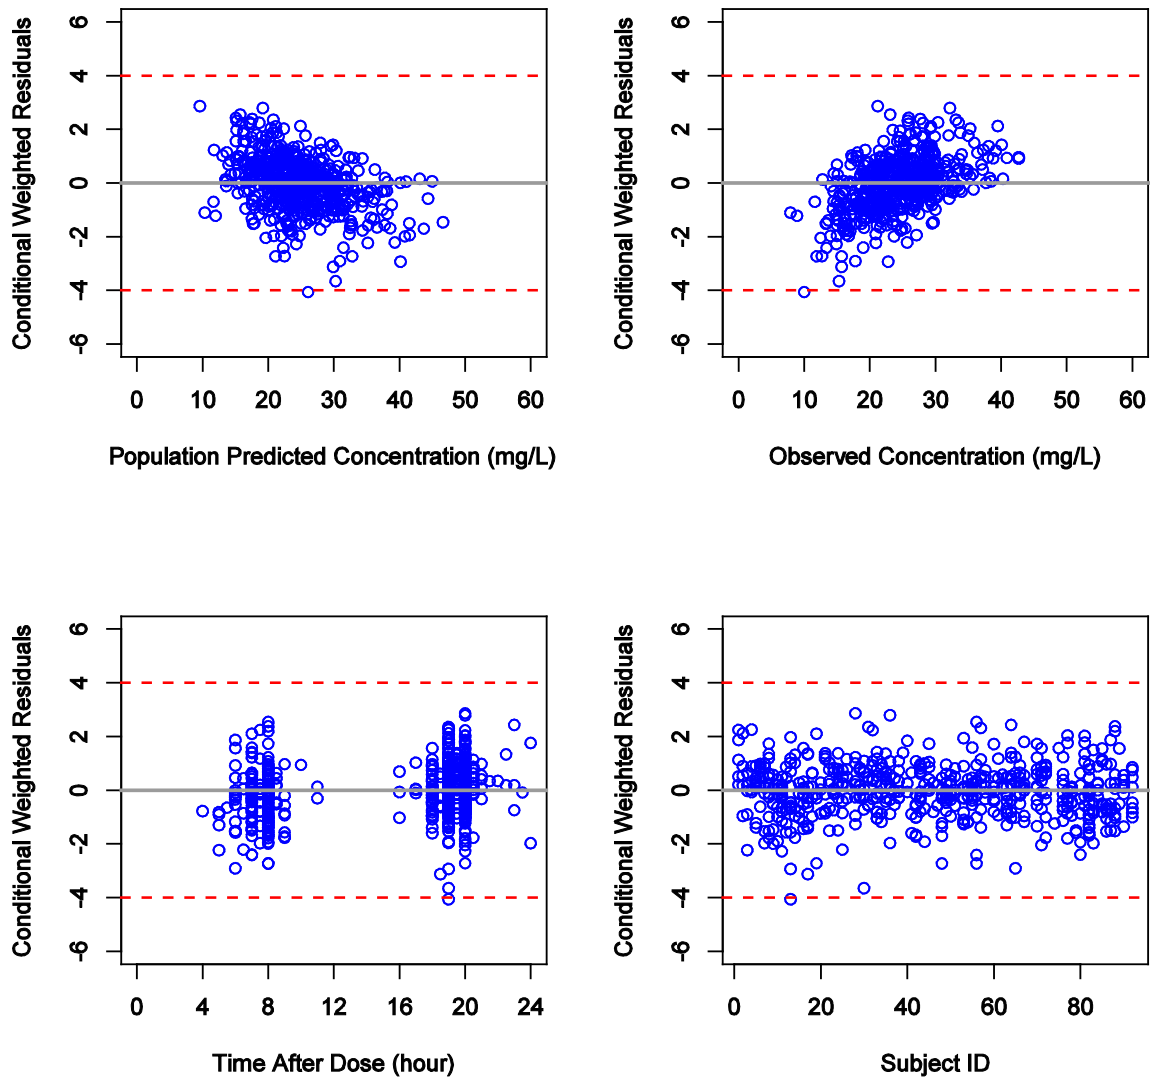 Conditional Weighted Residuals
6
4
2
0
-2
-4
-6
0 10 20 30 40 50 60
Population Predicted Concentration (mg/L)
Conditional Weighted Residuals
6
4
2
0
-2
-4
-6
0 10 20 30 40 50 60
Observed Concentration (mg/L)
Conditional Weighted Residuals
6
4
2
0
-2
-4
-6
0 4 8 12 16 20 24
Time After Dose (hour)
Conditional Weighted Residuals
6
4
2
0
-2
-4
-6
0 20 40 60 80
Subject ID